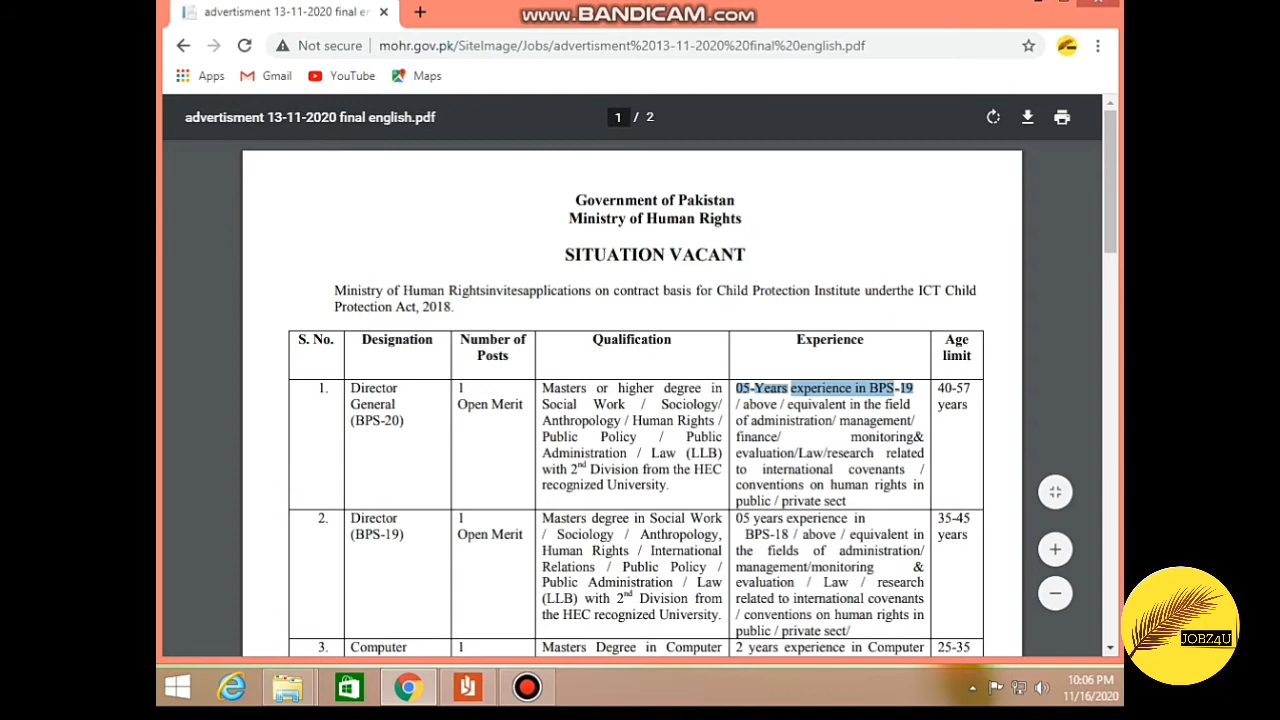 advertisment 13-11-2020 final er
www.BANDICAM.com
Not secure | mohr.gov.pk/SiteImage/Jobs/advertisment%2013-11-2020%20final%20english.pdf
Apps Gmail YouTube Maps
advertisment 13-11-2020 final english.pdf 1 / 2
Government of Pakistan
Ministry of Human Rights
SITUATION VACANT
Ministry of Human Rightsinvitesapplications on contract basis for Child Protection Institute underthe ICT Child
Protection Act, 2018.
S. No. Designation Number of Posts Qualification Experience Age limit
1. Director General (BPS-20)
1 Open Merit
Masters or higher degree in
Social Work / Sociology/
Anthropology / Human Rights /
Public Policy / Public
Administration / Law (LLB)
with 2nd Division from the HEC
recognized University.
05-Years experience in BPS-19
/ above / equivalent in the field
of administration/ management/
finance/ monitoring&
evaluation/Law/research related
to international covenants /
conventions on human rights in
public / private sect
40-57
years
2. Director (BPS-19)
1 Open Merit
Masters degree in Social Work
/ Sociology / Anthropology,
Human Rights / International
Relations / Public Policy /
Public Administration / Law
(LLB) with 2nd Division from
the HEC recognized University.
05 years experience in
BPS-18 / above / equivalent in
the fields of administration/
management/monitoring &
evaluation / Law / research
related to international covenants
/ conventions on human rights in
public / private sect/
35-45
years
3. Computer 1 Masters Degree in Computer 2 years experience in Computer 25-35
JOBZ4U
10:06 PM
11/16/2020